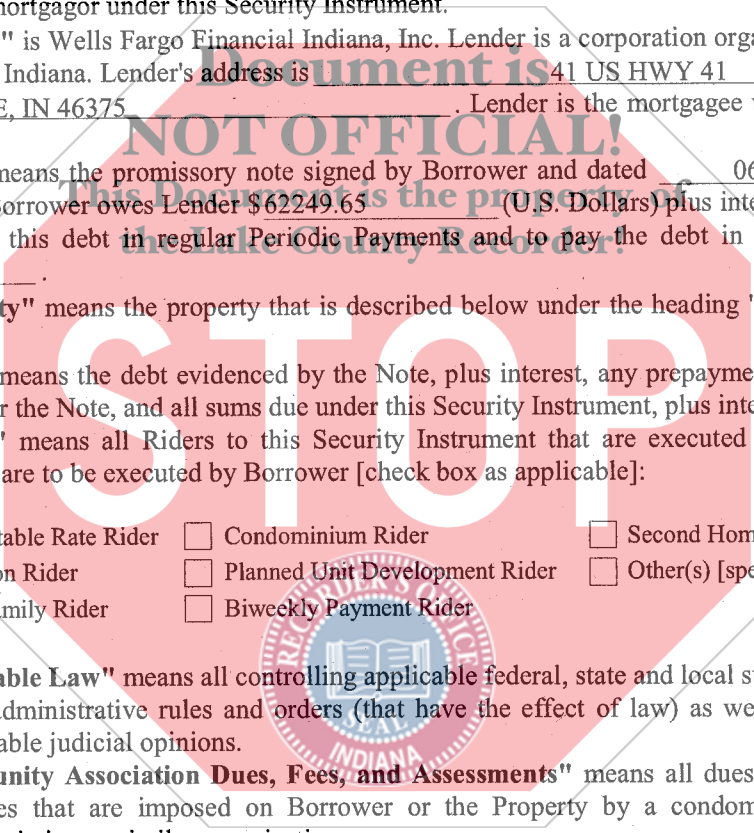 mortgagor under this Security Instrument.
" is Wells Fargo Financial Indiana, Inc. Lender is a corporation orga
Indiana. Lender's address is 41 US HWY 41
E, IN 46375 . Lender is the mortgagee
means the promissory note signed by Borrower and dated 06
orrower owes Lender $62249.65 (U.S. Dollars) plus inte
this debt in regular Periodic Payments and to pay the debt in
.
ty" means the property that is described below under the heading "
means the debt evidenced by the Note, plus interest, any prepayme
r the Note, and all sums due under this Security Instrument, plus inte
" means all Riders to this Security Instrument that are executed
are to be executed by Borrower [check box as applicable]:
table Rate Rider Condominium Rider Second Hom
on Rider Planned Unit Development Rider Other(s) [spe
mily Rider Biweekly Payment Rider
able Law" means all controlling applicable federal, state and local s
administrative rules and orders (that have the effect of law) as we
able judicial opinions.
unity Association Dues, Fees, and Assessments" means all dues
es that are imposed on Borrower or the Property by a condom
Document is
NOT OFFICIAL!
This Document is the property of
the Lake County Recorder!
STOP
RECORDER'S OFFICE
SEAL
INDIANA